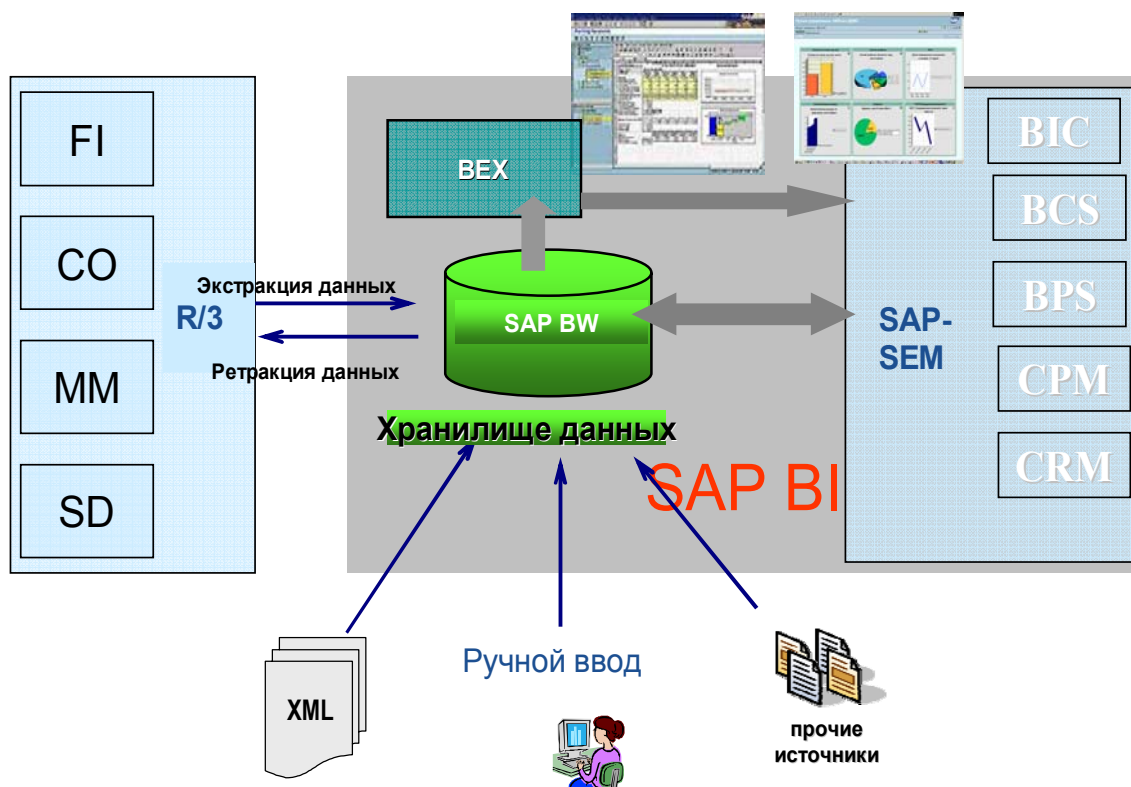 FI
CO
MM
SD
R/3
Экстракция данных
Ретракция данных
BEX
SAP BW
Хранилище данных
SAP BI
SAP-
SEM
BIC
BCS
BPS
CPM
CRM
XML
Ручной ввод
прочие
источники